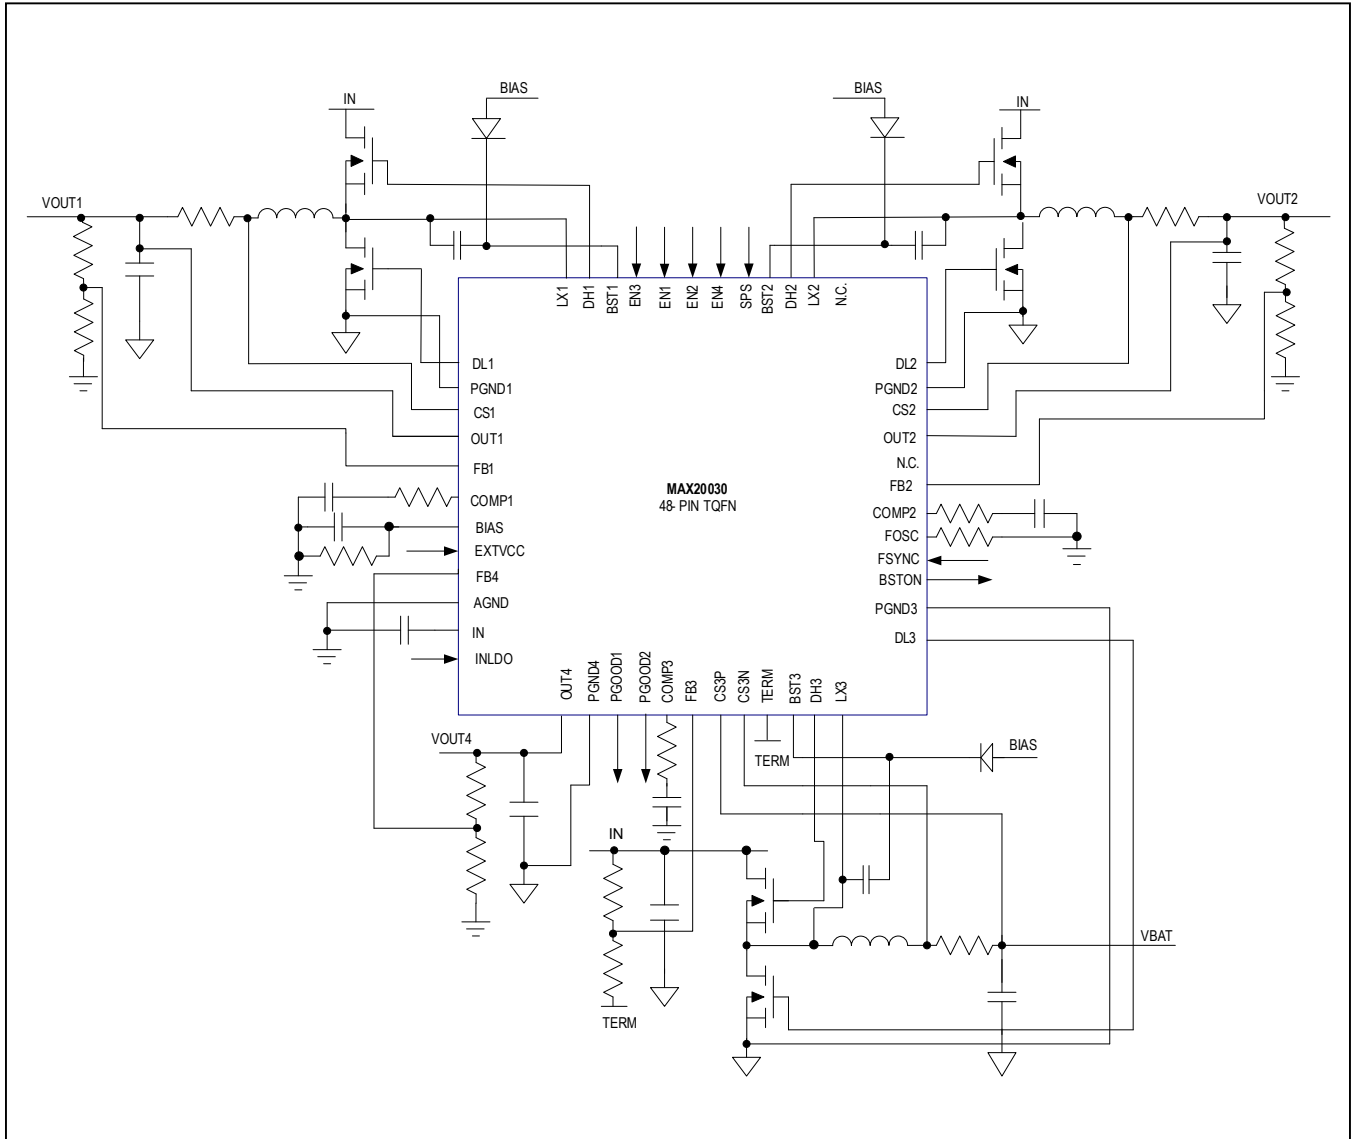 BIAS
BIAS
IN
IN
VOUT1
VOUT2
LX1
DH1
BST1
EN3
EN1
EN2
EN4
SPS
BST2
DH2
LX2
N.C.
DL1
PGND1
CS1
OUT1
FB1
COMP1
BIAS
EXTVCC
FB4
AGND
IN
INLDO
MAX20030
48- PIN TQFN
DL2
PGND2
CS2
OUT2
N.C.
FB2
COMP2
FOSC
FSYNC
BSTON
PGND3
DL3
OUT4
PGND4
PGOOD1
PGOOD2
COMP3
FB3
CS3P
CS3N
TERM
BST3
DH3
LX3
VOUT4
TERM
BIAS
IN
VBAT
TERM